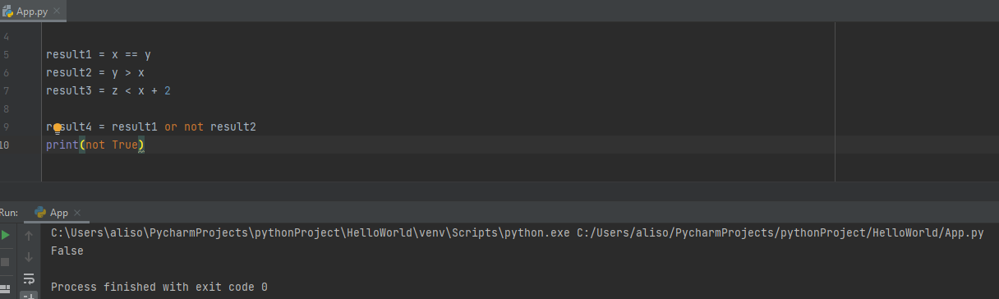 App.py
4
5 result1 = x == y
6 result2 = y > x
7 result3 = z < x + 2
8
9 result4 = result1 or not result2
10 print(not True)
Run: App
C:\Users\aliso\PycharmProjects\pythonProject\HelloWorld\venv\Scripts\python.exe C:/Users/aliso/PycharmProjects/pythonProject/HelloWorld/App.py
False
Process finished with exit code 0